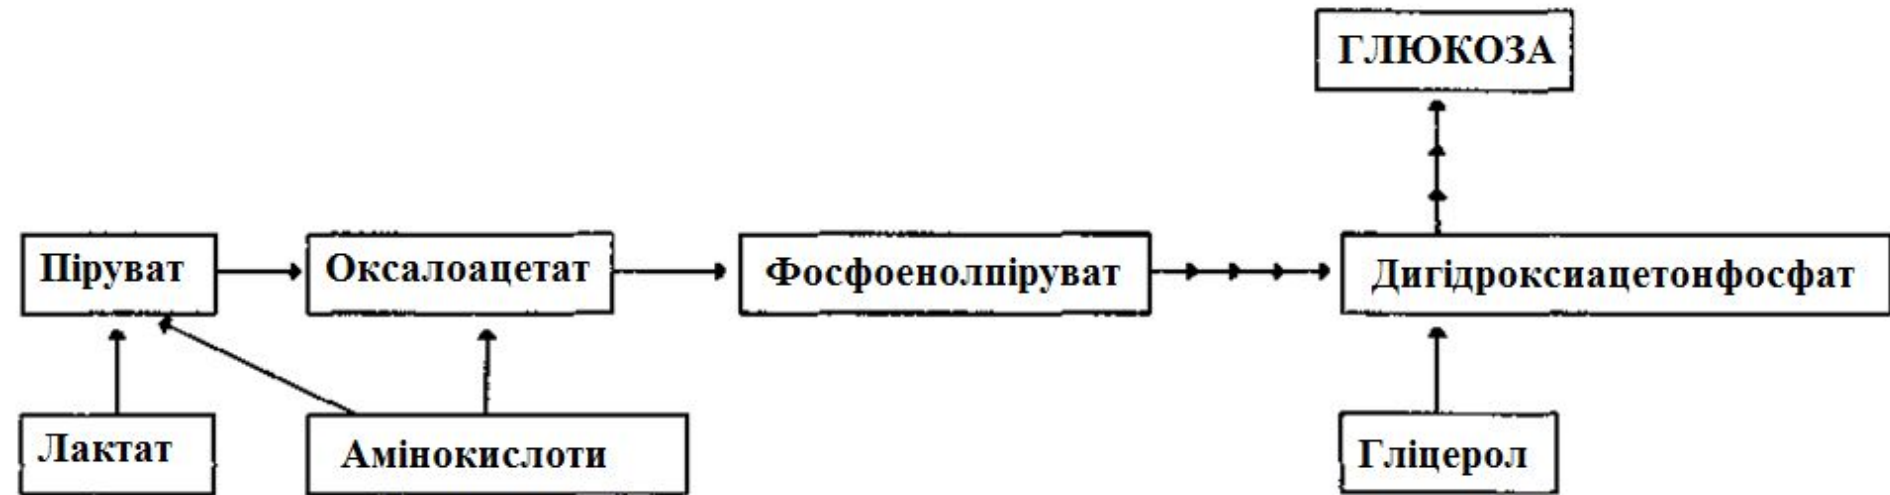 ГЛЮКОЗА
Піруват
Оксалоацетат
Фосфоенолпіруват
Дигідроксиацетонфосфат
Лактат
Амінокислоти
Гліцерол